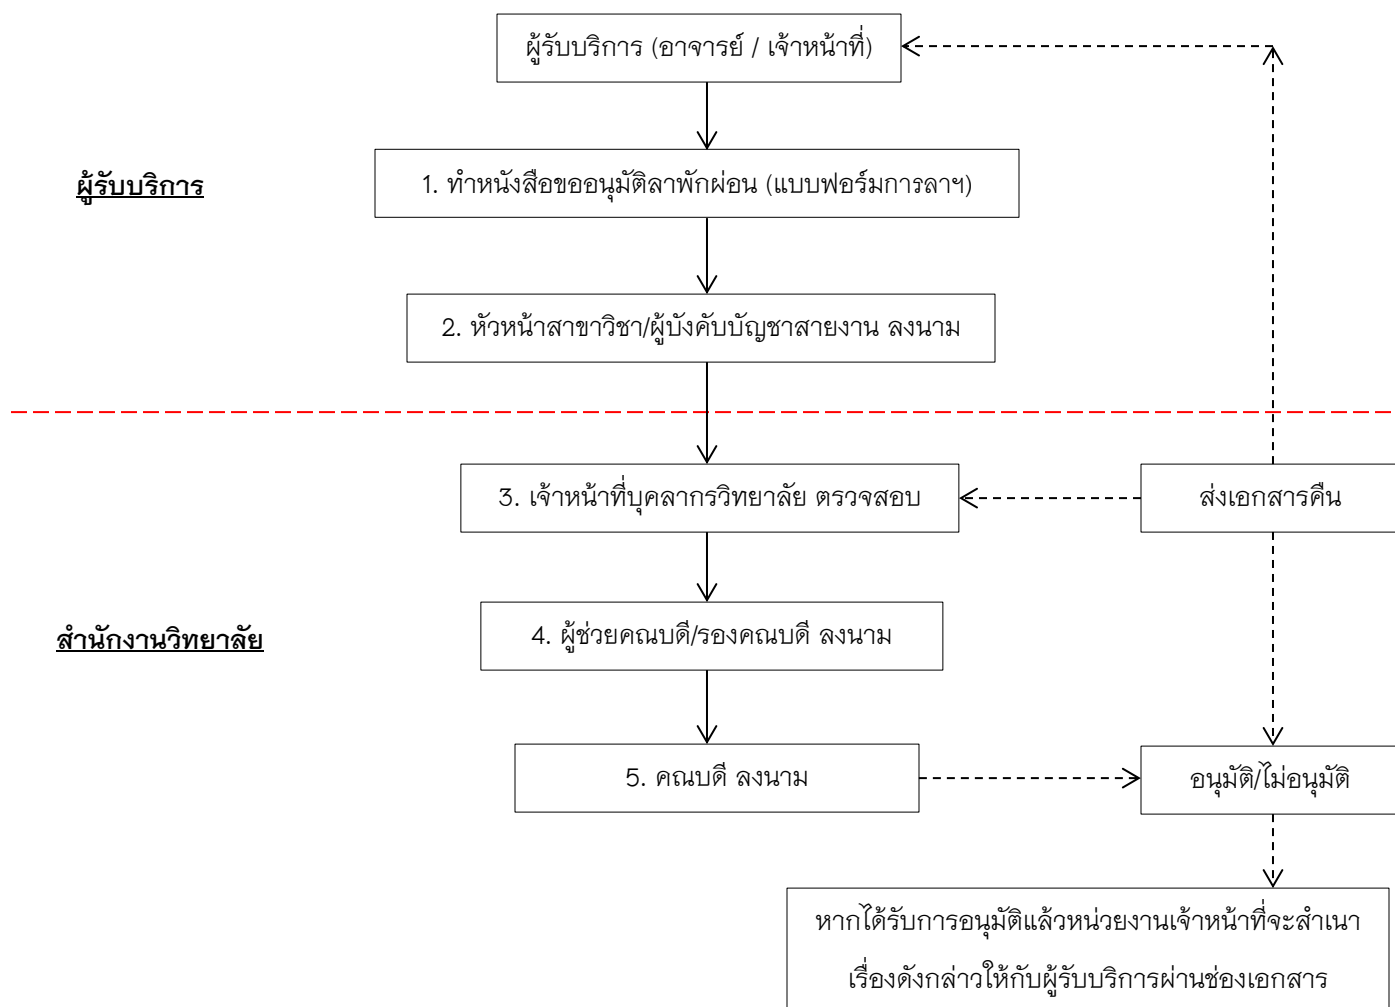 ผู้รับบริการ (อาจารย์ / เจ้าหน้าที่)
ผู้รับบริการ
1. ทำหนังสือขออนุมัติลาพักผ่อน (แบบฟอร์มการลาฯ)
2. หัวหน้าสาขาวิชา/ผู้บังคับบัญชาสายงาน ลงนาม
3. เจ้าหน้าที่บุคลากรวิทยาลัย ตรวจสอบ
ส่งเอกสารคืน
สำนักงานวิทยาลัย
4. ผู้ช่วยคณบดี/รองคณบดี ลงนาม
5. คณบดี ลงนาม
อนุมัติ/ไม่อนุมัติ
หากได้รับการอนุมัติแล้วหน่วยงานเจ้าหน้าที่จะสำเนา
เรื่องดังกล่าวให้กับผู้รับบริการผ่านช่องเอกสาร